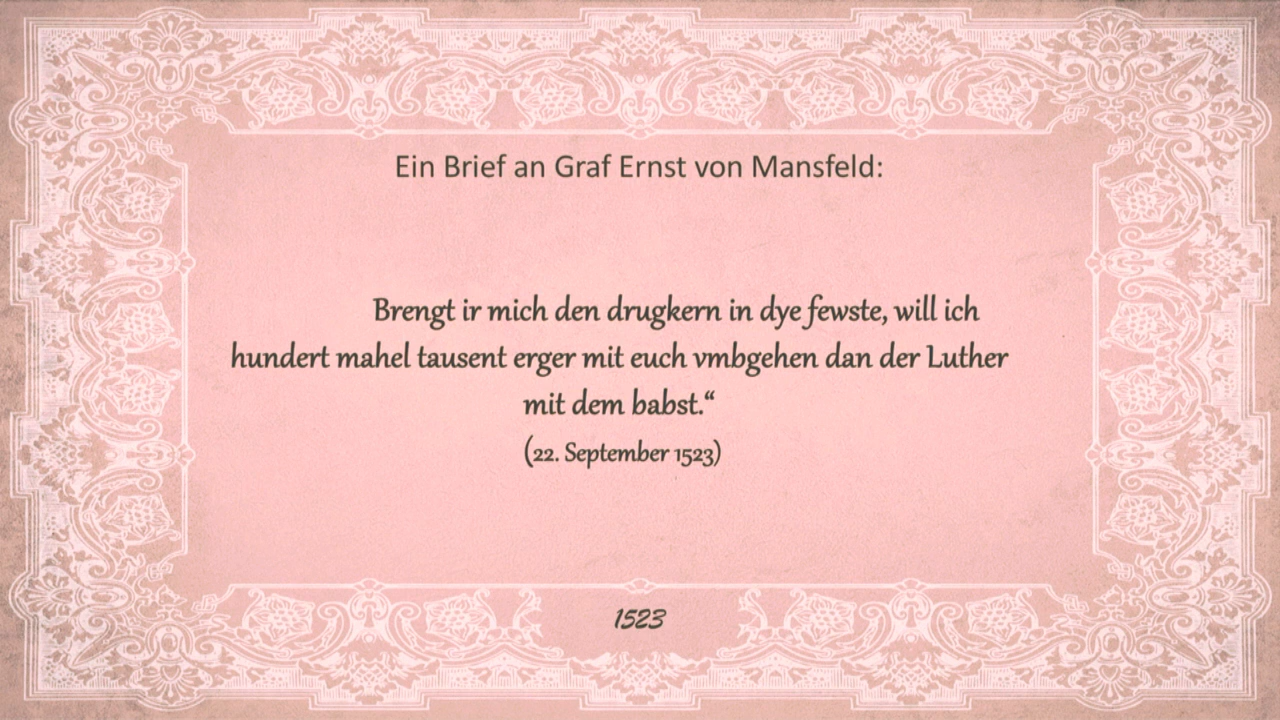 Ein Brief an Graf Ernst von Mansfeld:
Brengt ir mich den drugkern in dye fewste, will ich
hundert mahel tausent erger mit euch vmbgehen dan der Luther
mit dem babst.“
(22. September 1523)
1523